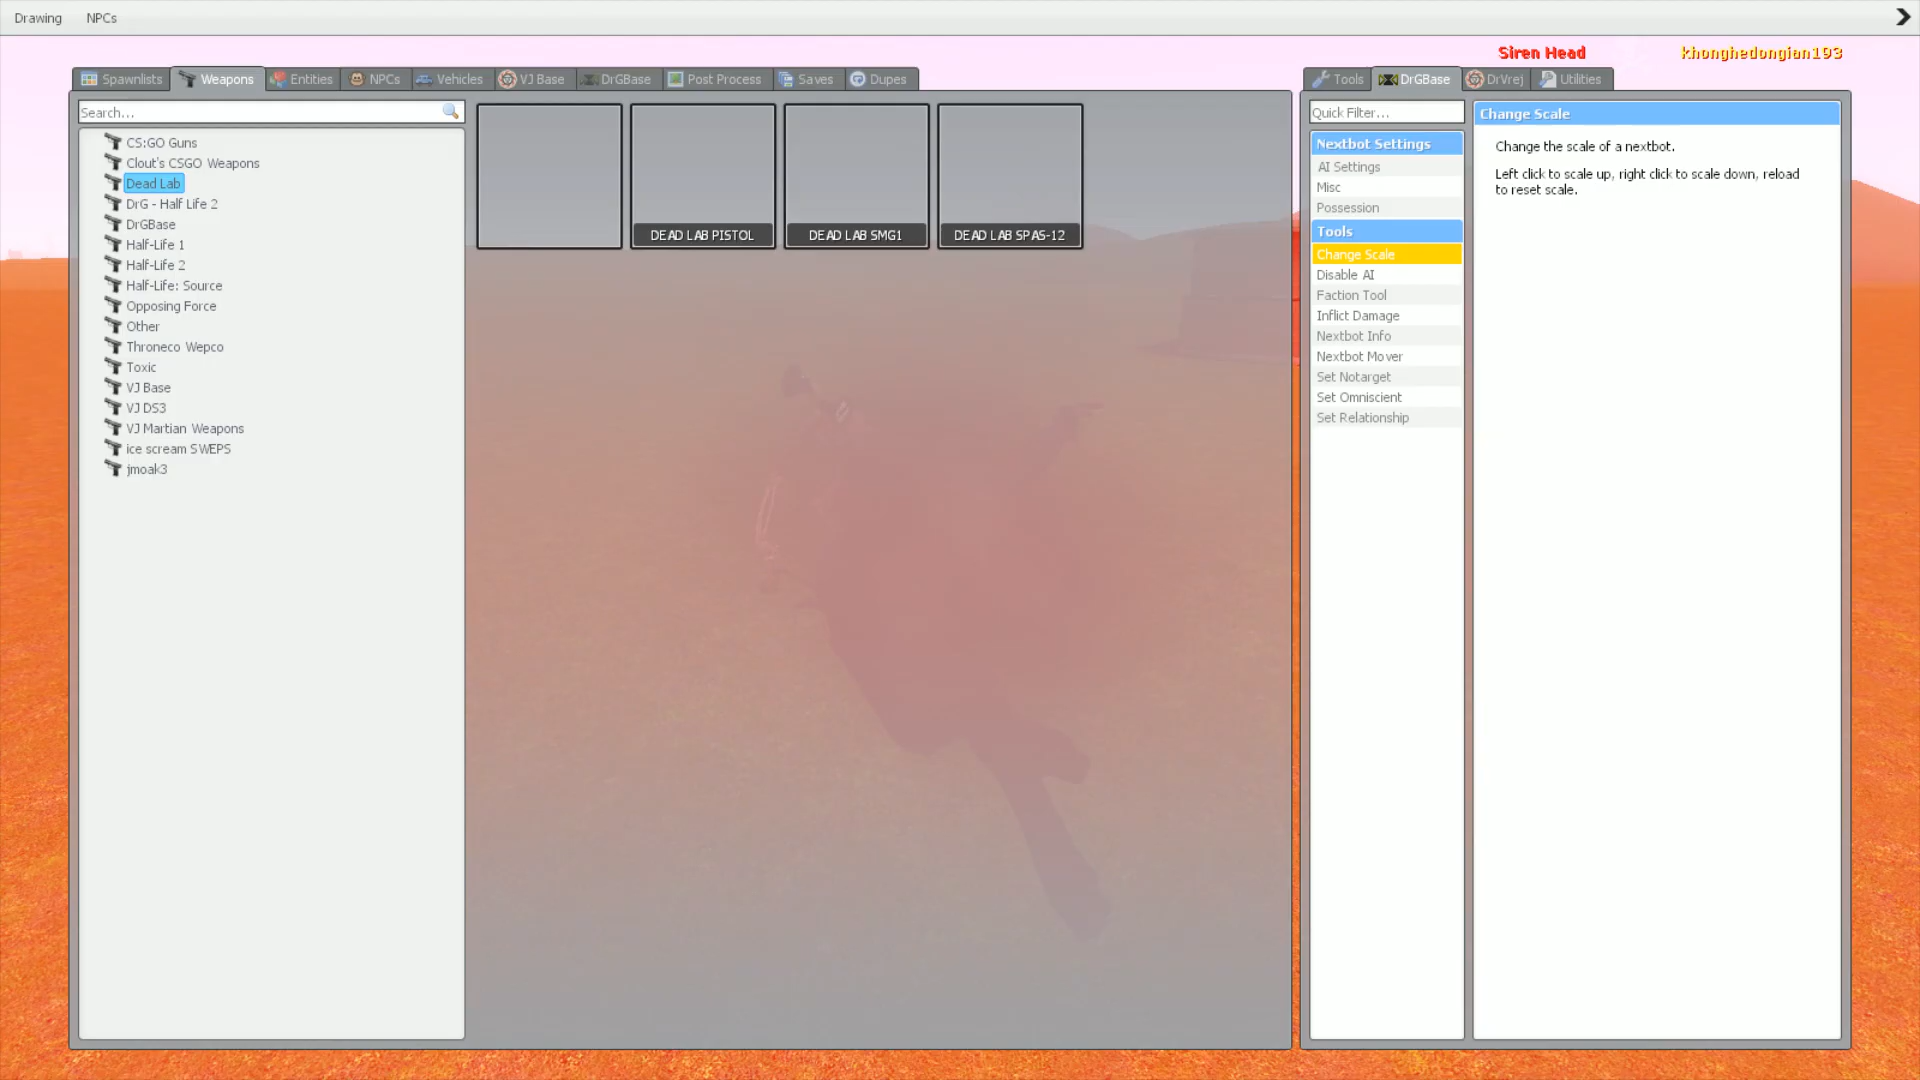 Drawing
NPCs
Siren Head
khonghedongian193
Spawnlists
Weapons
Entities
NPCs
Vehicles
VJ Base
DrGBase
Post Process
Saves
Dupes
Search...
CS:GO Guns
Clout's CSGO Weapons
Dead Lab
DrG - Half Life 2
DrGBase
Half-Life 1
Half-Life 2
Half-Life: Source
Opposing Force
Other
Throneco Wepco
Toxic
VJ Base
VJ DS3
VJ Martian Weapons
ice scream SWEPS
jmoak3
DEAD LAB PISTOL
DEAD LAB SMG1
DEAD LAB SPAS-12
Tools
DrGBase
DrVrej
Utilities
Quick Filter...
Nextbot Settings
AI Settings
Misc
Possession
Tools
Change Scale
Disable AI
Faction Tool
Inflict Damage
Nextbot Info
Nextbot Mover
Set Notarget
Set Omniscient
Set Relationship
Change Scale
Change the scale of a nextbot.
Left click to scale up, right click to scale down, reload
to reset scale.